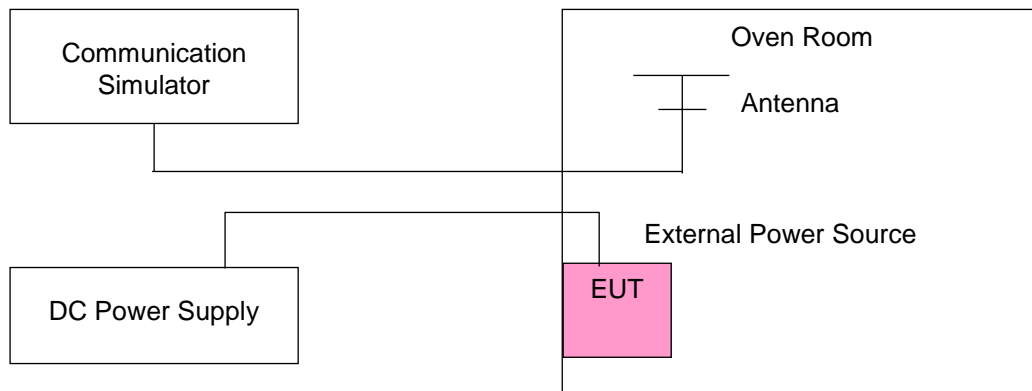 Communication
Simulator
Oven Room
Antenna
External Power Source
DC Power Supply
EUT